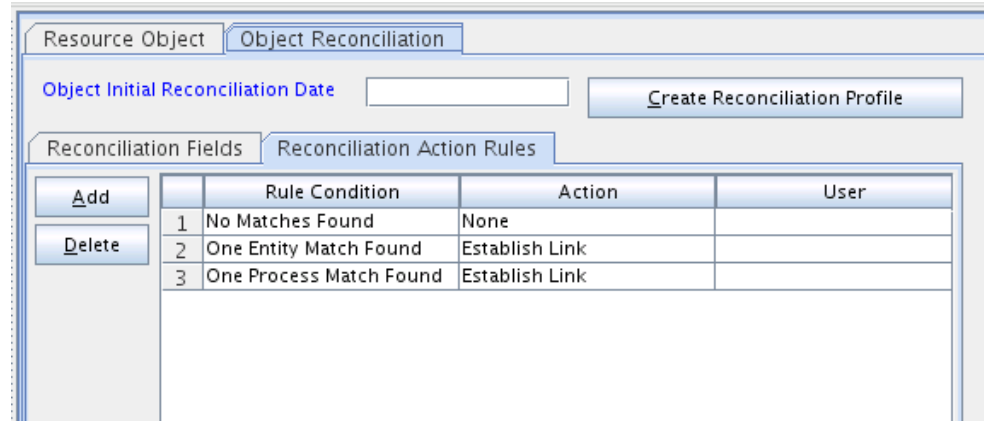 Resource Object Object Reconciliation
Object Initial Reconciliation Date Create Reconciliation Profile
Reconciliation Fields Reconciliation Action Rules
Add
Delete
Rule Condition Action User
1 No Matches Found None
2 One Entity Match Found Establish Link
3 One Process Match Found Establish Link